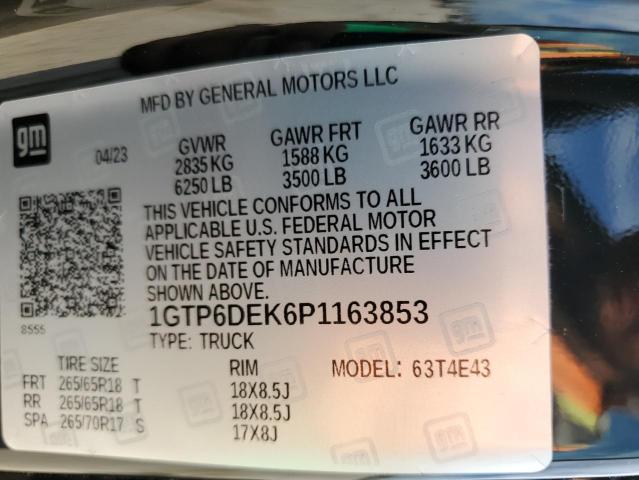 MFD BY GENERAL MOTORS LLC
gm
04/23 GVWR GAWR FRT GAWR RR
2835 KG 1588 KG 1633 KG
6250 LB 3500 LB 3600 LB
THIS VEHICLE CONFORMS TO ALL
APPLICABLE U.S. FEDERAL MOTOR
VEHICLE SAFETY STANDARDS IN EFFECT
ON THE DATE OF MANUFACTURE
SHOWN ABOVE.
8555
1GTP6DEK6P1163853
TYPE: TRUCK
TIRE SIZE RIM MODEL: 63T4E43
FRT 265/65R18 T 18X8.5J
RR 265/65R18 T 18X8.5J
SPA 265/70R17 S 17X8J